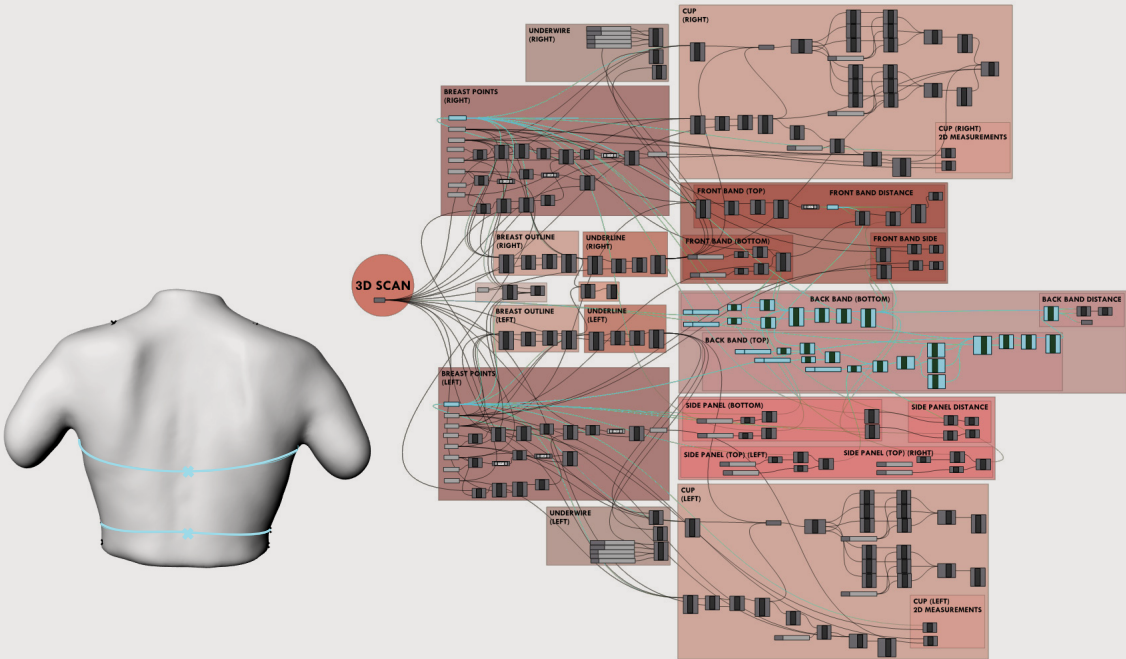 CUP
(RIGHT)
UNDERWIRE
(RIGHT)
BREAST POINTS
(RIGHT)
CUP (RIGHT)
2D MEASUREMENTS
FRONT BAND (TOP)
FRONT BAND DISTANCE
BREAST OUTLINE
(RIGHT)
UNDERLINE
(RIGHT)
FRONT BAND (BOTTOM)
FRONT BAND SIDE
3D SCAN
BREAST OUTLINE
(LEFT)
UNDERLINE
(LEFT)
BACK BAND (BOTTOM)
BACK BAND DISTANCE
BACK BAND (TOP)
BREAST POINTS
(LEFT)
SIDE PANEL (BOTTOM)
SIDE PANEL DISTANCE
SIDE PANEL (TOP) (LEFT)
SIDE PANEL (TOP) (RIGHT)
CUP
(LEFT)
UNDERWIRE
(LEFT)
CUP (LEFT)
2D MEASUREMENTS